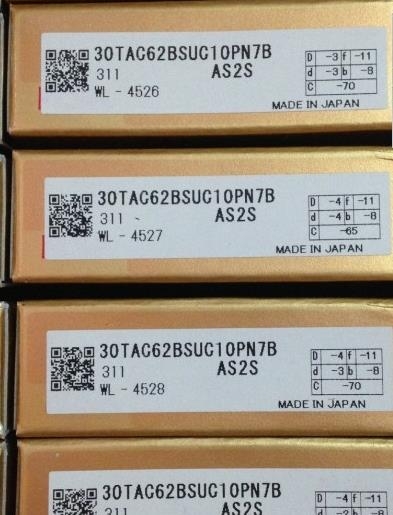 30TAC62BSUC10PN7B
311 AS2S
WL - 4526
D -3 f -11
d -3 b -8
C -70
MADE IN JAPAN
30TAC62BSUC10PN7B
311 AS2S
WL - 4527
D -4 f -11
d -4 b -8
C -65
MADE IN JAPAN
30TAC62BSUC10PN7B
311 AS2S
WL - 4528
D -4 f -11
d -3 b -8
C -70
MADE IN JAPAN
30TAC62BSUC10PN7B
311 AS2S
D -4 f -11